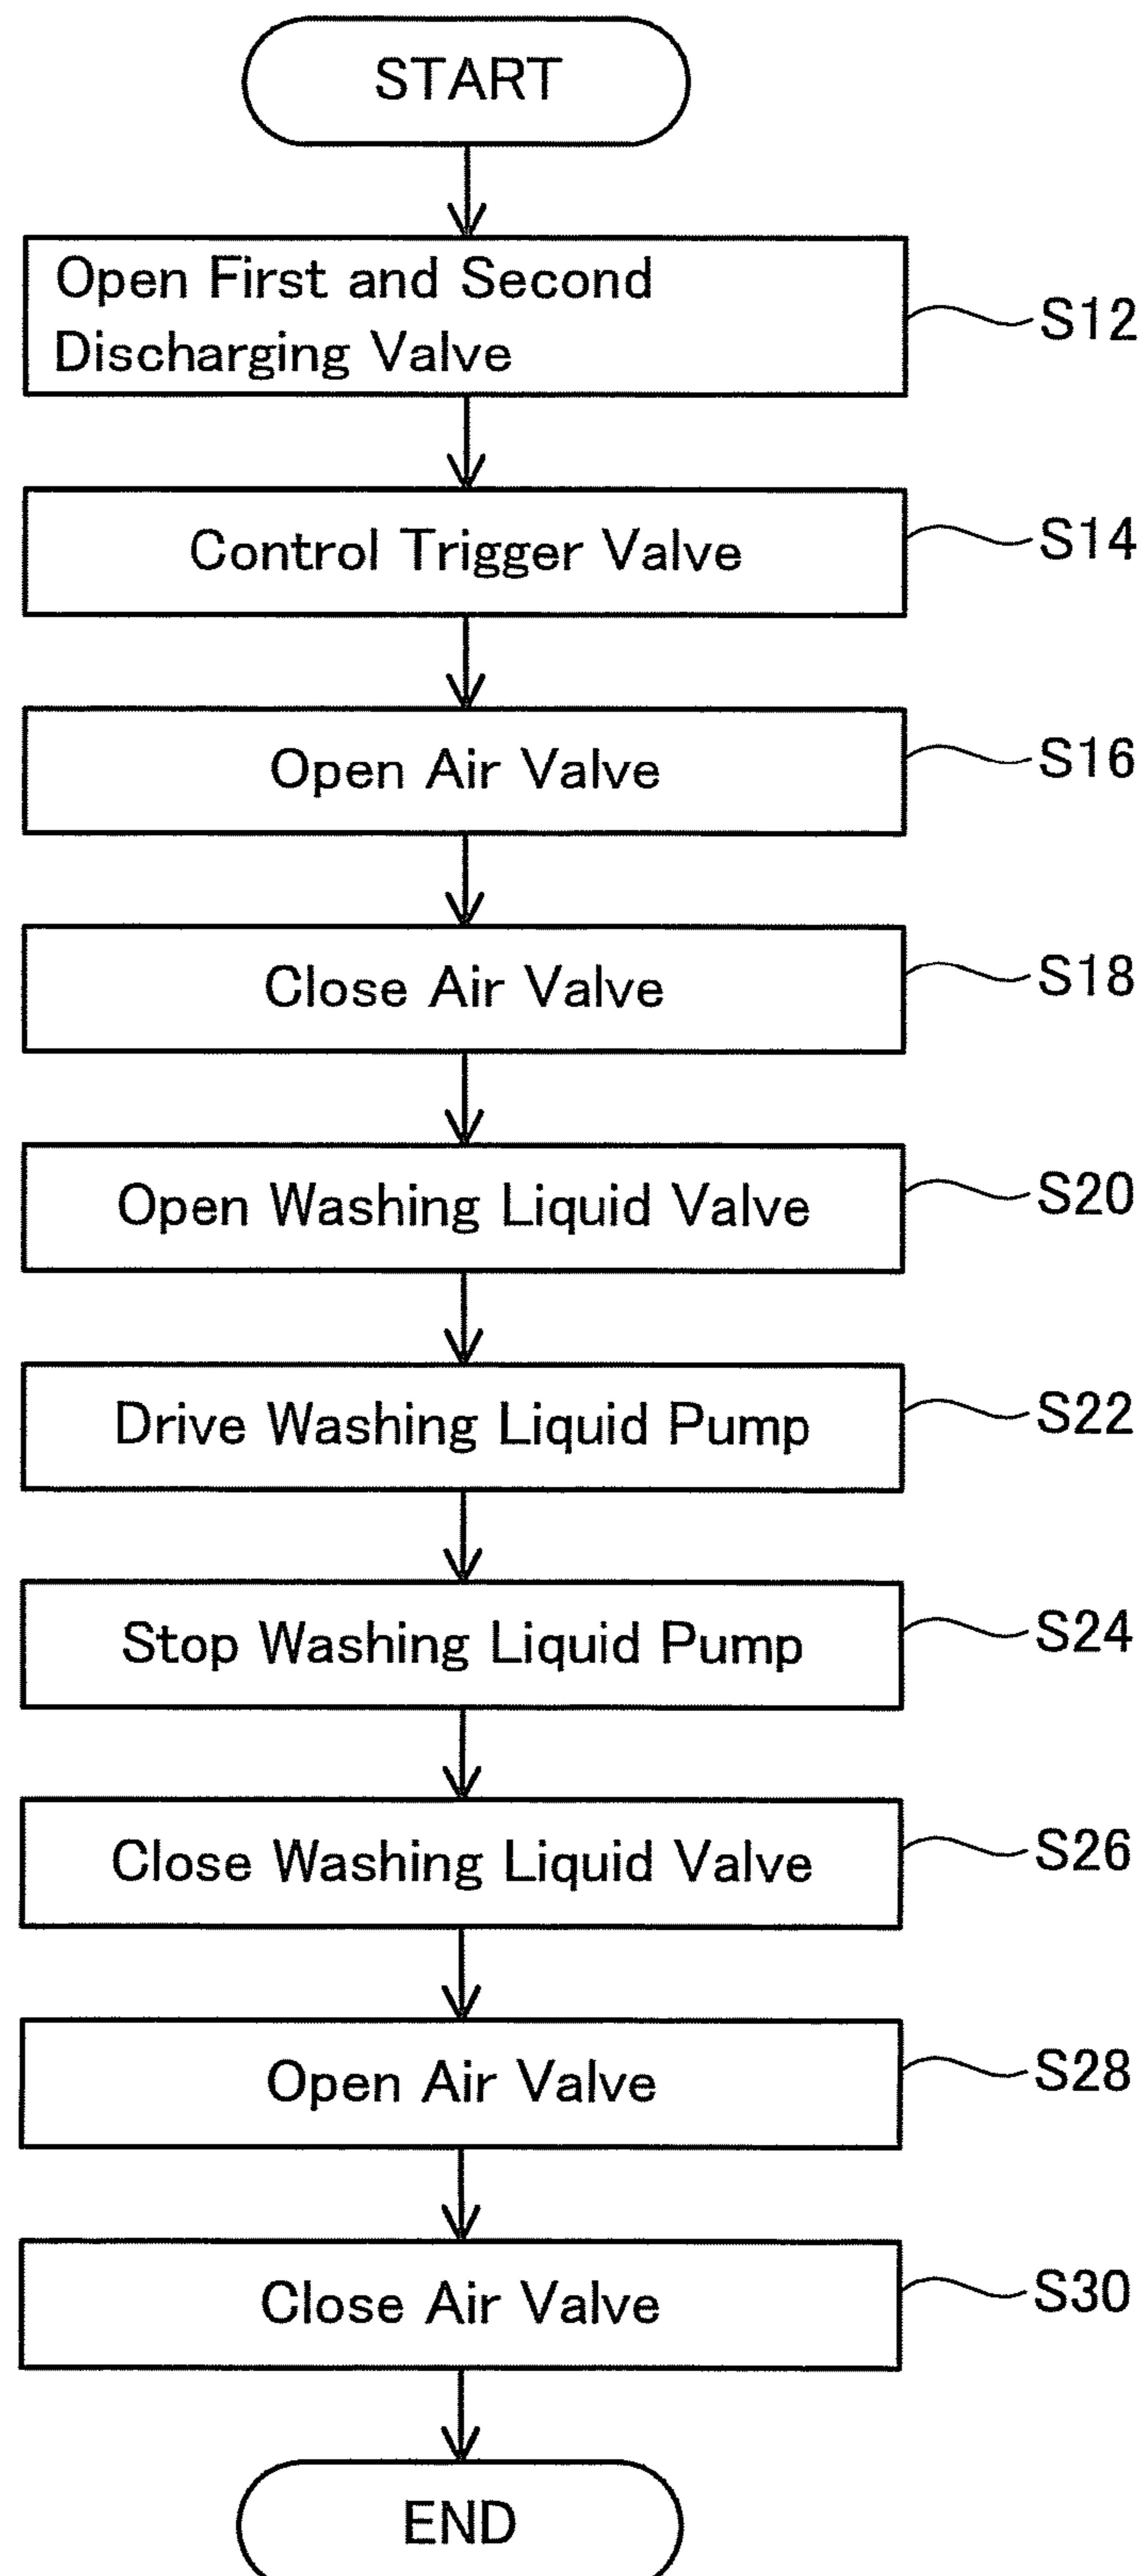 START
Open First and Second
Discharging Valve
S12
Control Trigger Valve
S14
Open Air Valve
S16
Close Air Valve
S18
Open Washing Liquid Valve
S20
Drive Washing Liquid Pump
S22
Stop Washing Liquid Pump
S24
Close Washing Liquid Valve
S26
Open Air Valve
S28
Close Air Valve
S30
END